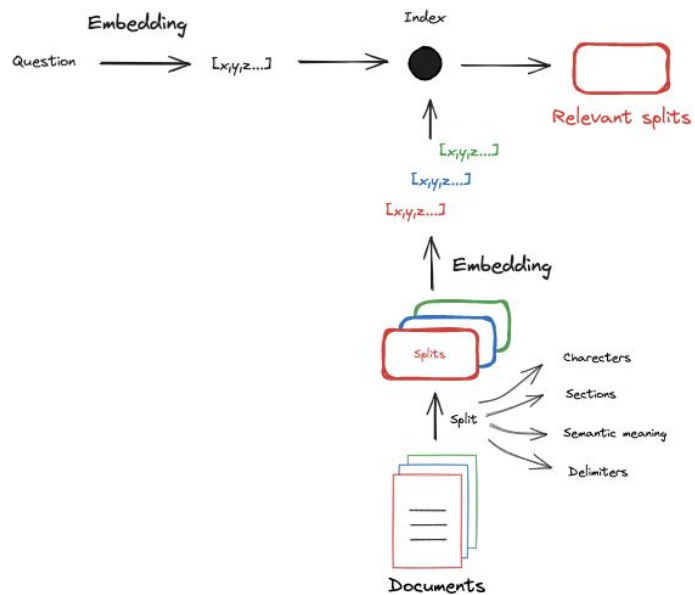 Embedding
Index
Question
[x,y,z...]
Relevant splits
[x,y,z...]
[x,y,z...]
[x,y,z...]
Embedding
Splits
Split
Charecters
Sections
Semantic meaning
Delimiters
Documents